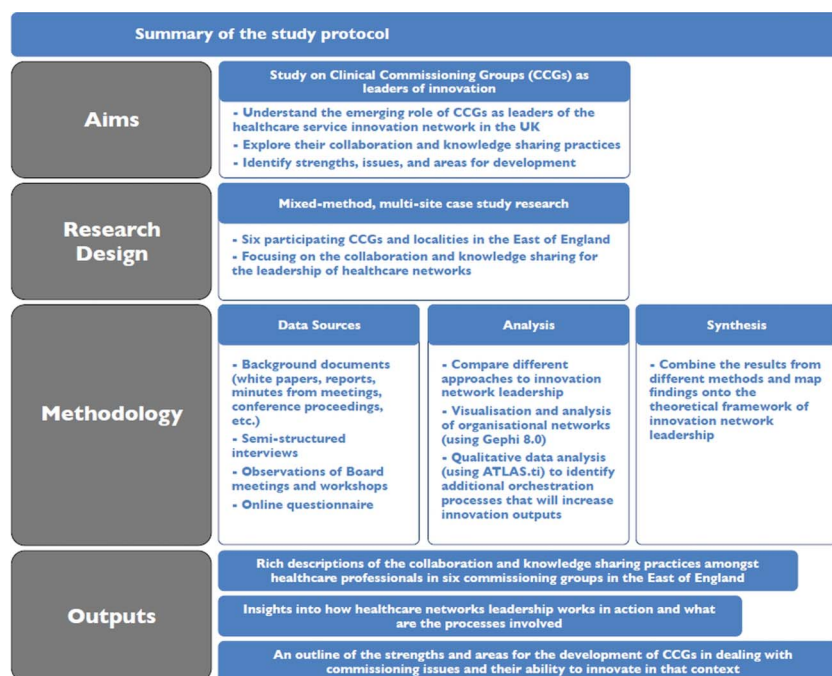 Summary of the study protocol
Aims
Study on Clinical Commissioning Groups (CCGs) as
leaders of innovation
- Understand the emerging role of CCGs as leaders of the
healthcare service innovation network in the UK
- Explore their collaboration and knowledge sharing practices
- Identify strengths, issues, and areas for development
Research
Design
Mixed-method, multi-site case study research
- Six participating CCGs and localities in the East of England
- Focusing on the collaboration and knowledge sharing for
the leadership of healthcare networks
Methodology
Data Sources
- Background documents
(white papers, reports,
minutes from meetings,
conference proceedings,
etc.)
- Semi-structured
interviews
- Observations of Board
meetings and workshops
- Online questionnaire
Analysis
- Compare different
approaches to innovation
network leadership
- Visualisation and analysis
of organisational networks
(using Gephi 8.0)
- Qualitative data analysis
(using ATLAS.ti) to identify
additional orchestration
processes that will increase
innovation outputs
Synthesis
- Combine the results from
different methods and map
findings onto the
theoretical framework of
innovation network
leadership
Outputs
Rich descriptions of the collaboration and knowledge sharing practices amongst
healthcare professionals in six commissioning groups in the East of England
Insights into how healthcare networks leadership works in action and what
are the processes involved
An outline of the strengths and areas for the development of CCGs in dealing with
commissioning issues and their ability to innovate in that context